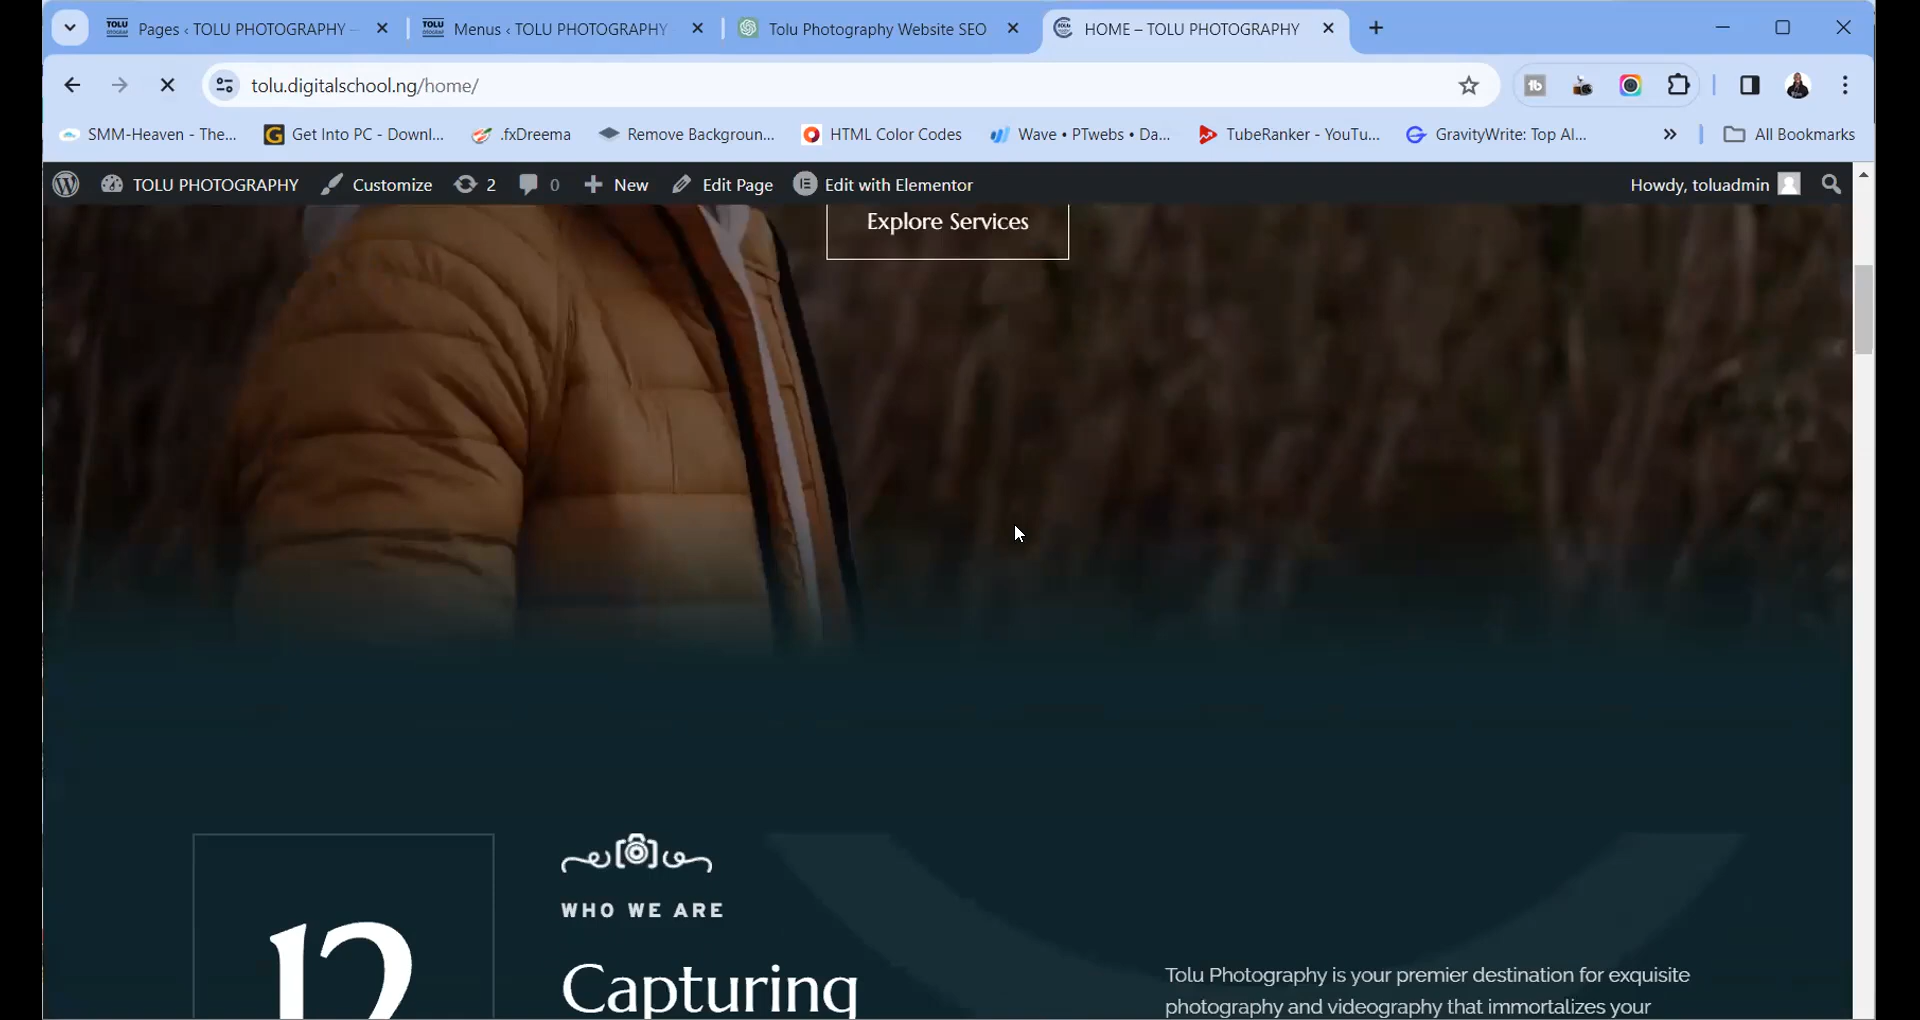 Pages ‹ TOLU PHOTOGRAPHY –
Menus ‹ TOLU PHOTOGRAPHY
Tolu Photography Website SEO
HOME – TOLU PHOTOGRAPHY
tolu.digitalschool.ng/home/
SMM-Heaven - The...
Get Into PC - Downl...
.fxDreema
Remove Backgroun...
HTML Color Codes
Wave • PTwebs • Da...
TubeRanker - YouTu...
GravityWrite: Top AI...
All Bookmarks
TOLU PHOTOGRAPHY
Customize
2
0
New
Edit Page
Edit with Elementor
Howdy, toluadmin
Explore Services
12
WHO WE ARE
Capturing
Tolu Photography is your premier destination for exquisite
photography and videography that immortalizes your